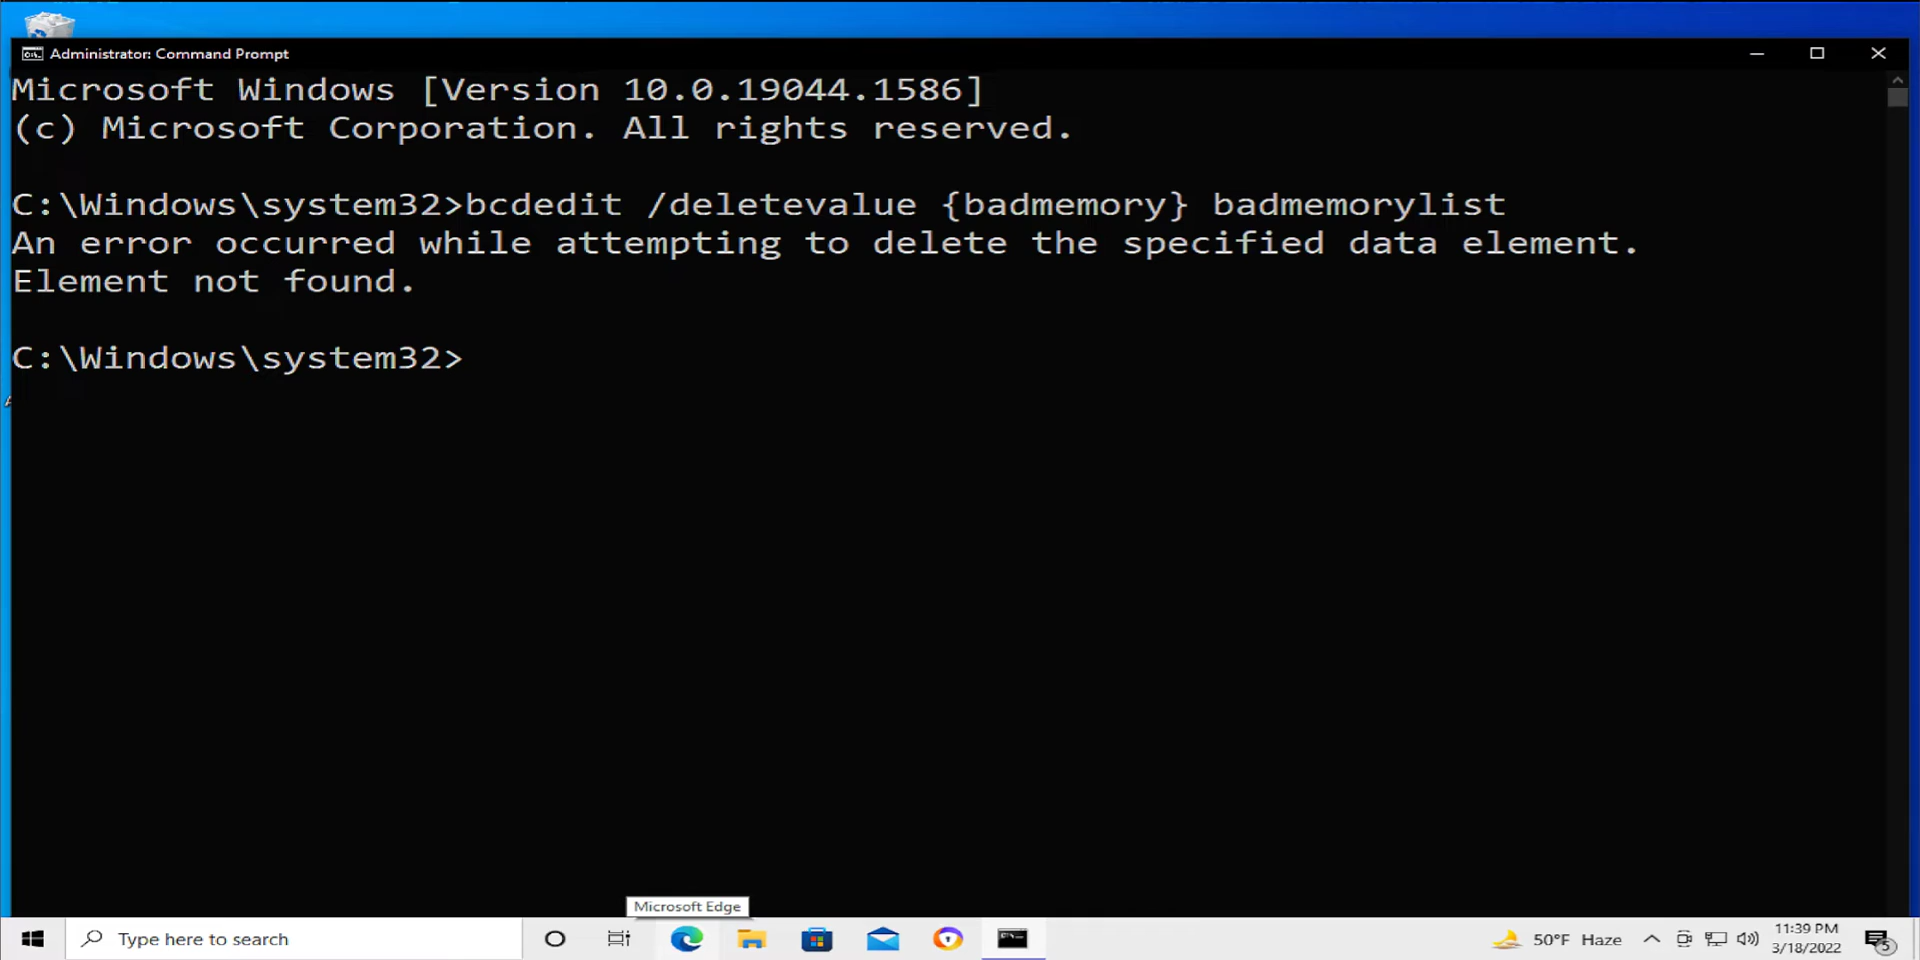 Administrator: Command Prompt
Microsoft Windows [Version 10.0.19044.1586]
(c) Microsoft Corporation. All rights reserved.
C:\Windows\system32>bcdedit /deletevalue {badmemory} badmemorylist
An error occurred while attempting to delete the specified data element.
Element not found.
C:\Windows\system32>
Microsoft Edge
Type here to search
50°F Haze
11:39 PM
3/18/2022
5